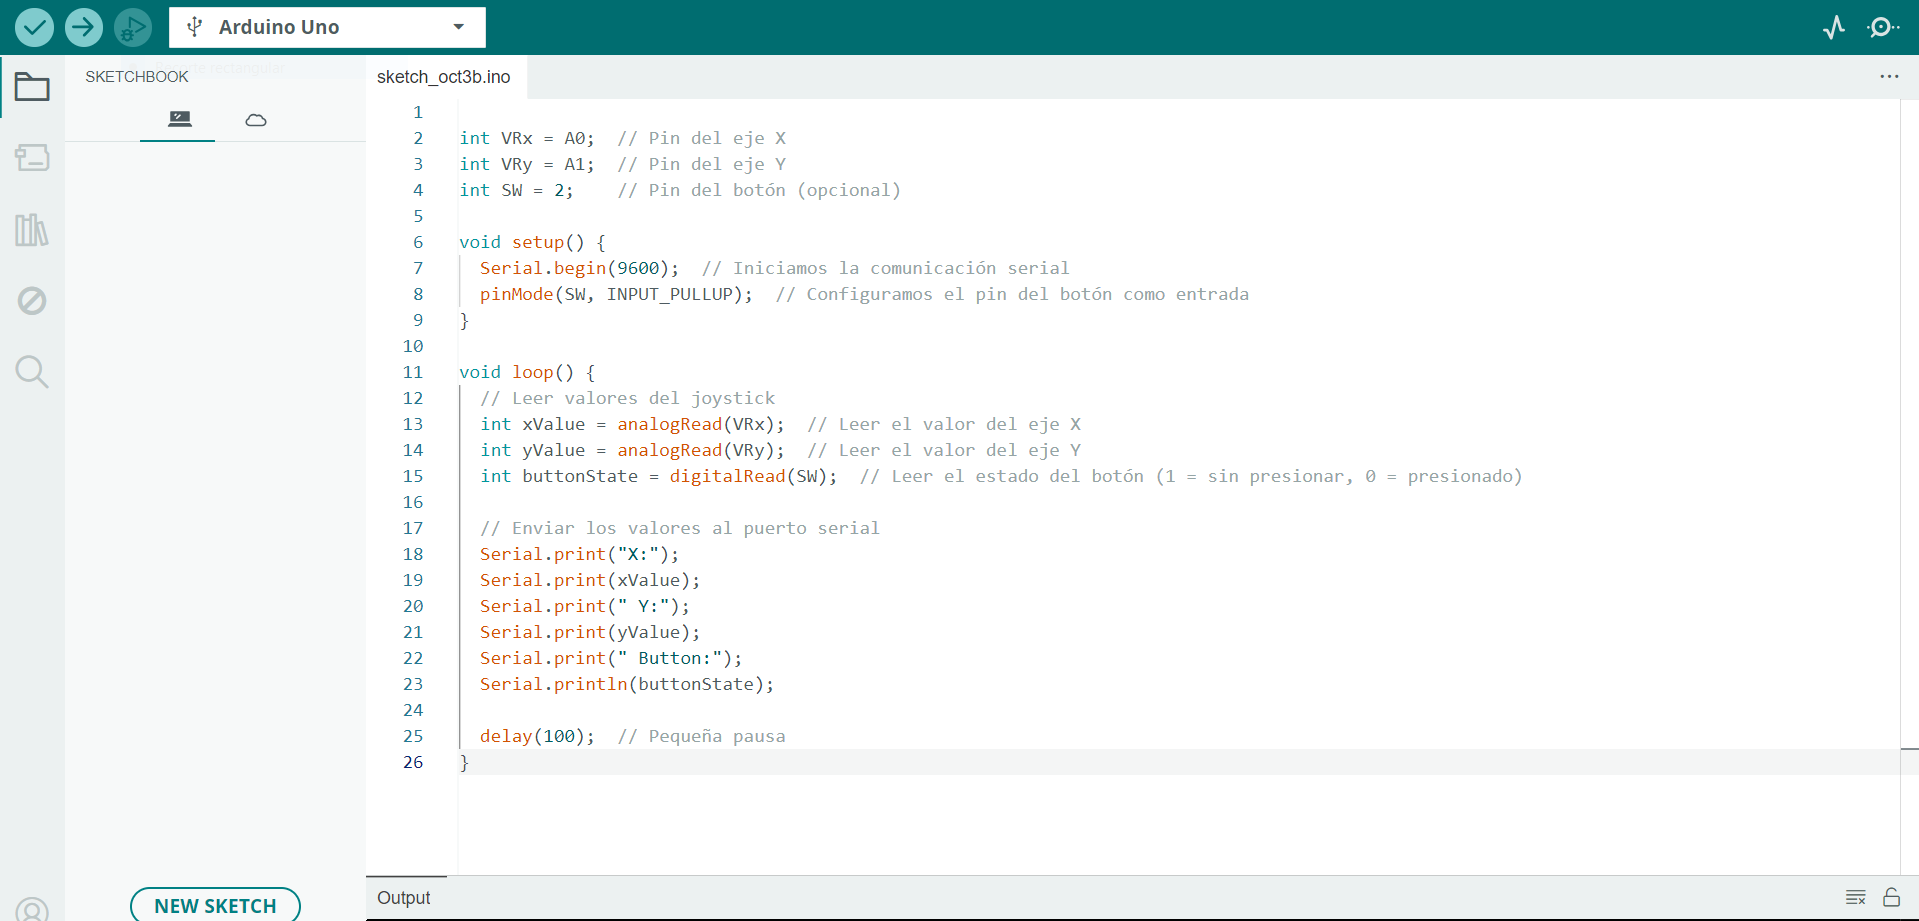 Arduino Uno
SKETCHBOOK
sketch_oct3b.ino
1
2 int VRx = A0;  // Pin del eje X
3 int VRy = A1;  // Pin del eje Y
4 int SW = 2;    // Pin del botón (opcional)
5
6 void setup() {
7   Serial.begin(9600);  // Iniciamos la comunicación serial
8   pinMode(SW, INPUT_PULLUP);  // Configuramos el pin del botón como entrada
9 }
10
11 void loop() {
12   // Leer valores del joystick
13   int xValue = analogRead(VRx);  // Leer el valor del eje X
14   int yValue = analogRead(VRy);  // Leer el valor del eje Y
15   int buttonState = digitalRead(SW);  // Leer el estado del botón (1 = sin presionar, 0 = presionado)
16
17   // Enviar los valores al puerto serial
18   Serial.print("X:");
19   Serial.print(xValue);
20   Serial.print(" Y:");
21   Serial.print(yValue);
22   Serial.print(" Button:");
23   Serial.println(buttonState);
24
25   delay(100);  // Pequeña pausa
26 }
NEW SKETCH
Output